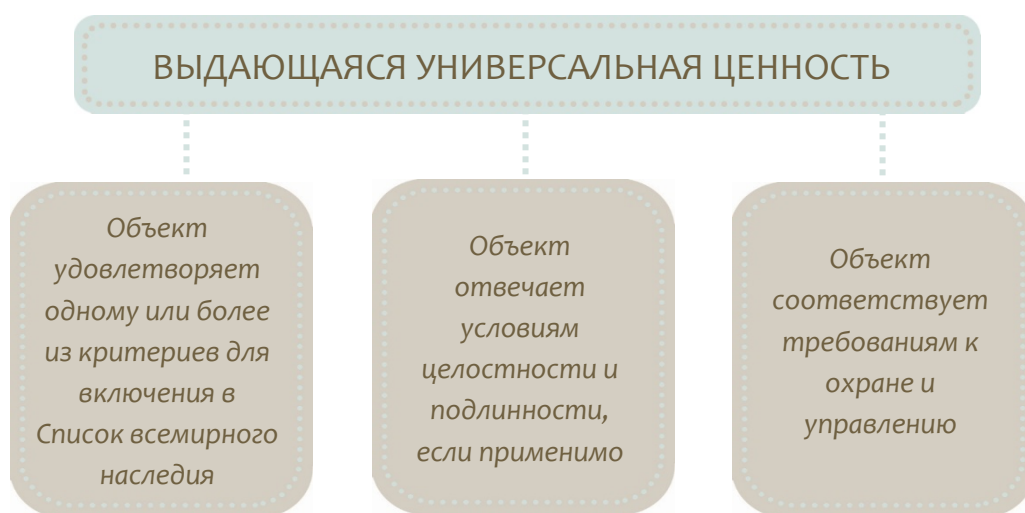 ВЫДАЮЩАЯСЯ УНИВЕРСАЛЬНАЯ ЦЕННОСТЬ
Объект
удовлетворяет
одному или более
из критериев для
включения в
Список всемирного
наследия
Объект
отвечает
условиям
целостности и
подлинности,
если применимо
Объект
соответствует
требованиям к
охране и
управлению